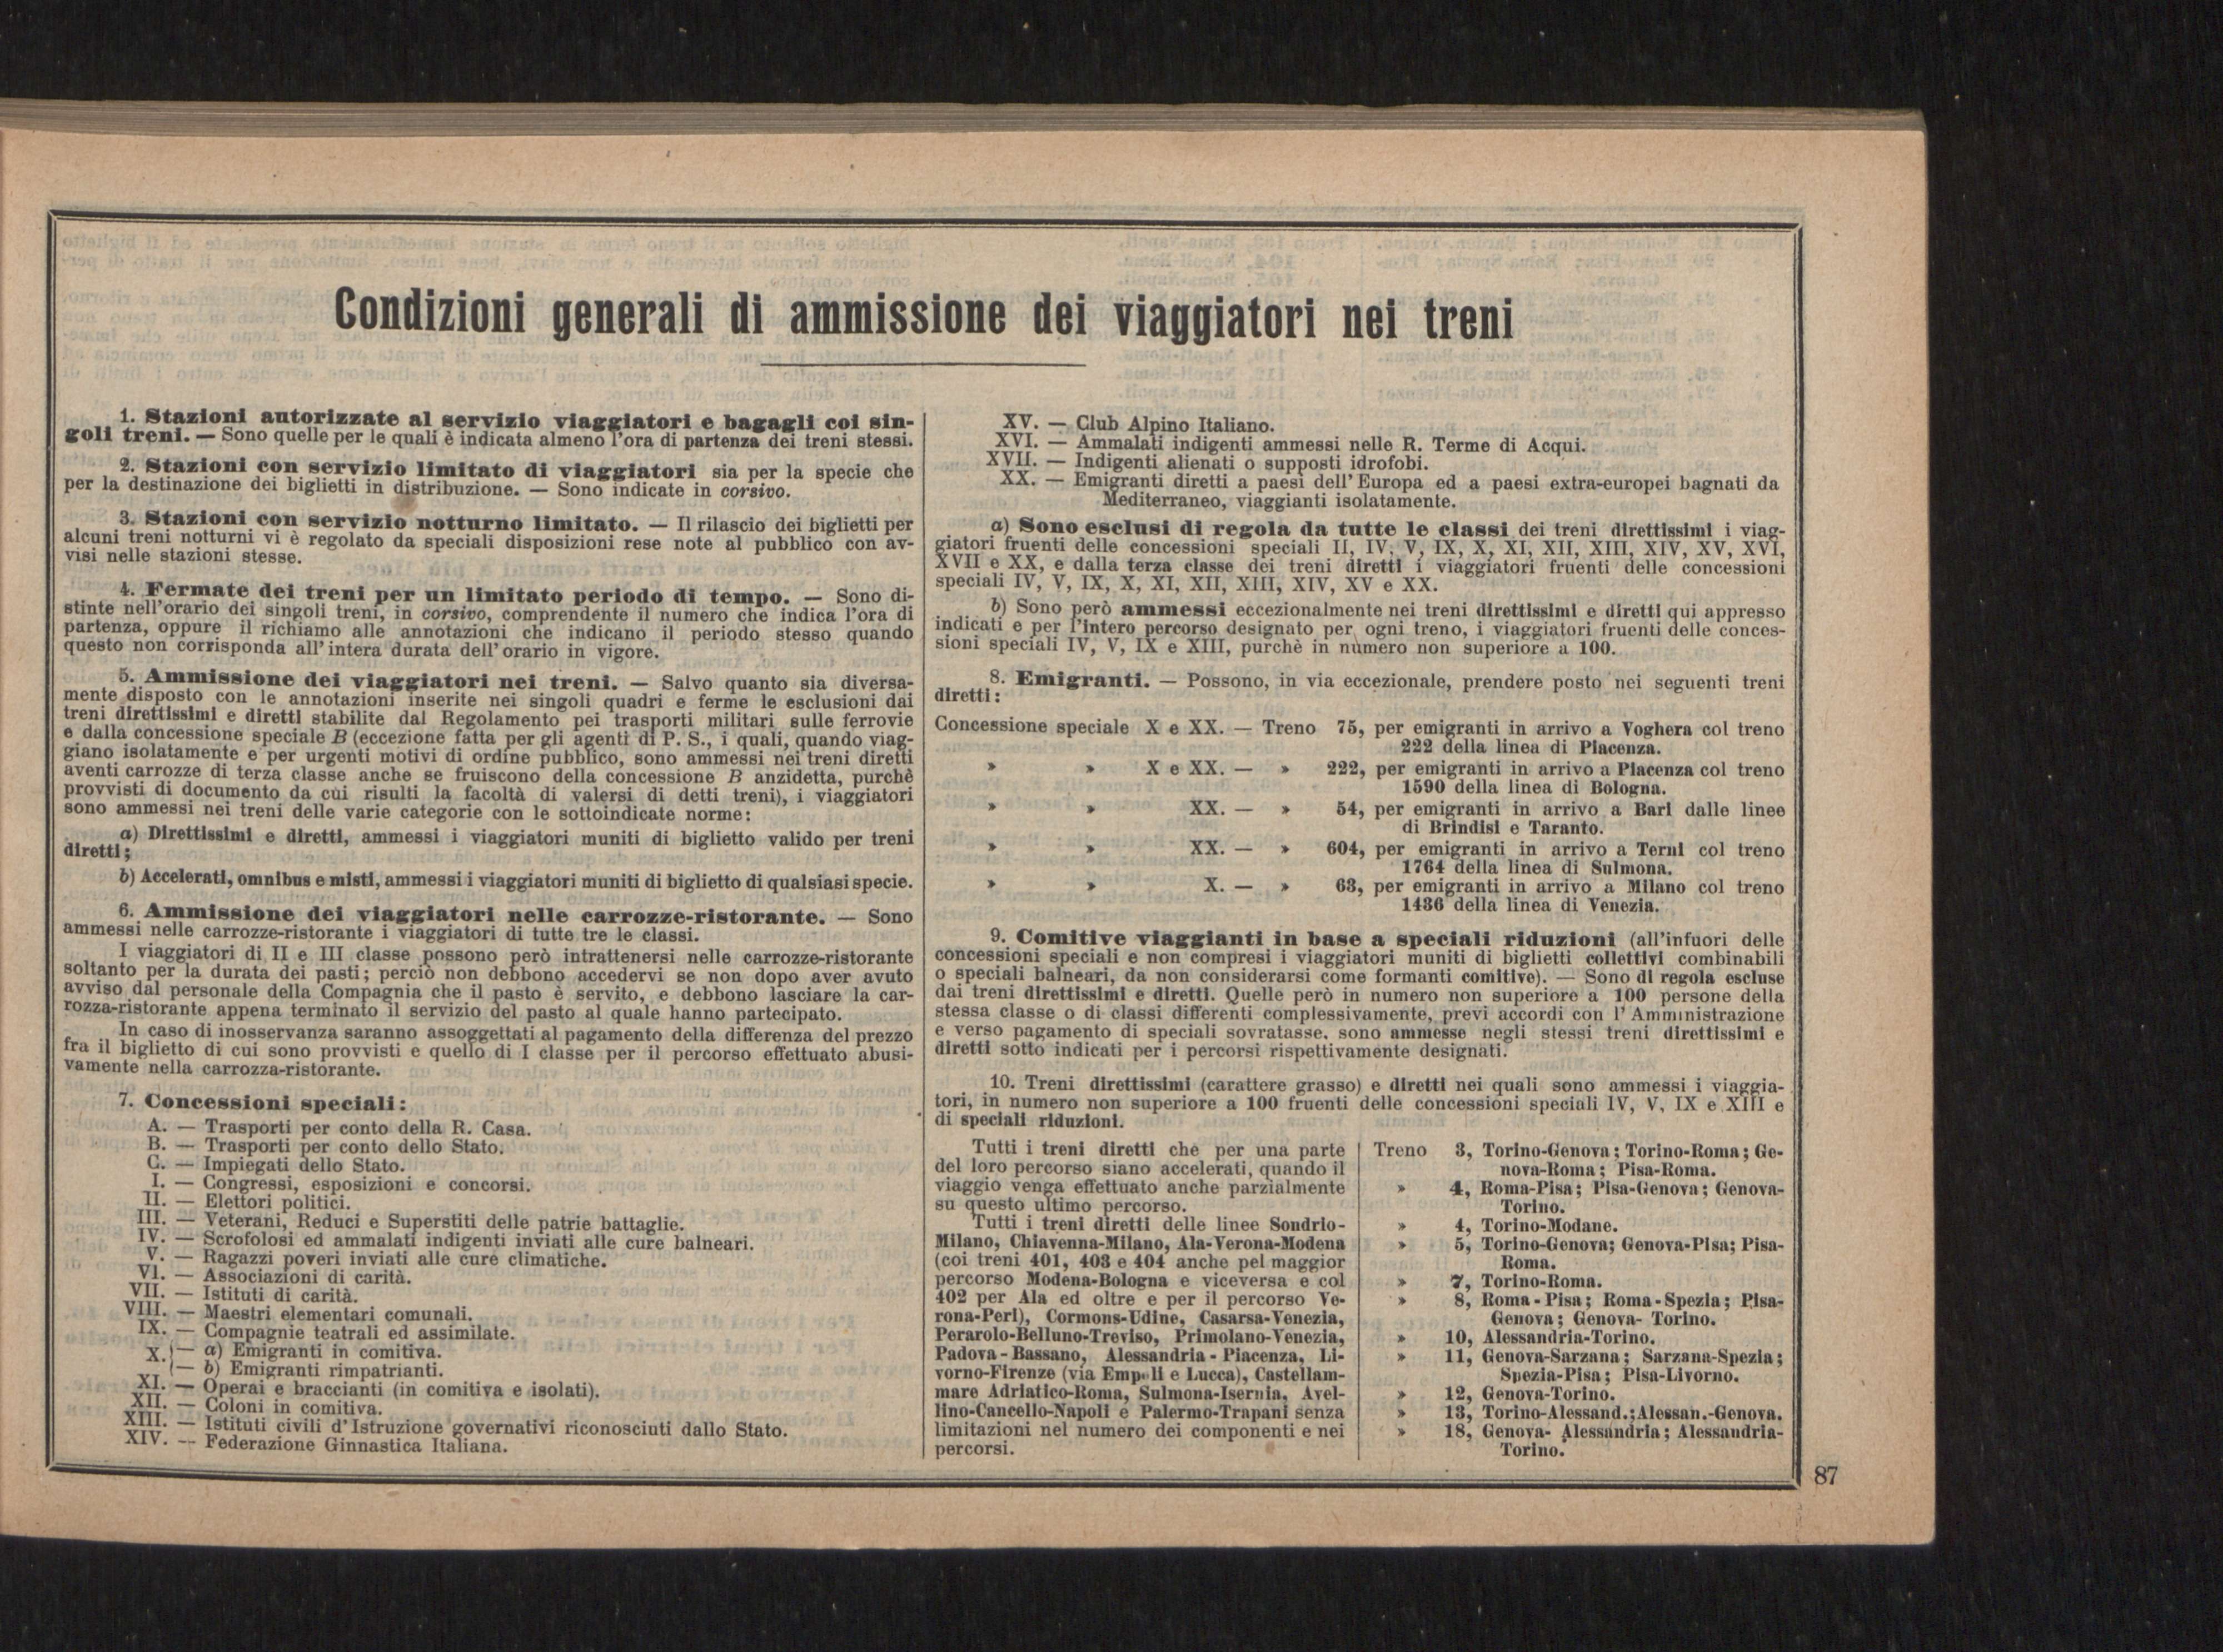 Condizioni generali di ammissione dei viaggiatori nei treni
1. Stazioni autorizzate al servizio viaggiatori e bagagli coi sin-
goli treni. — Sono quelle per le quali è indicata almeno l'ora di partenza dei treni stessi.
2. Stazioni con servizio limitato di viaggiatori sia per la specie che
per la destinazione dei biglietti in distribuzione. — Sono indicate in corsivo.
3. Stazioni con servizio notturno limitato. — Il rilascio dei biglietti per
alcuni treni notturni vi è regolato da speciali disposizioni rese note al pubblico con av-
visi nelle stazioni stesse.
4. Fermate dei treni per un limitato periodo di tempo. — Sono di-
stinte nell'orario dei singoli treni, in corsivo, comprendente il numero che indica l'ora di
partenza, oppure il richiamo alle annotazioni che indicano il periodo stesso quando
questo non corrisponda all'intera durata dell'orario in vigore.
5. Ammissione dei viaggiatori nei treni. — Salvo quanto sia diversa-
mente disposto con le annotazioni inserite nei singoli quadri e ferme le esclusioni dai
treni direttissimi e diretti stabilite dal Regolamento pei trasporti militari sulle ferrovie
e dalla concessione speciale B (eccezione fatta per gli agenti di P. S., i quali, quando viag-
giano isolatamente e per urgenti motivi di ordine pubblico, sono ammessi nei treni diretti
aventi carrozze di terza classe anche se fruiscono della concessione B anzidetta, purchè
provvisti di documento da cui risulti la facoltà di valersi di detti treni), i viaggiatori
sono ammessi nei treni delle varie categorie con le sottoindicate norme:
a) Direttissimi e diretti, ammessi i viaggiatori muniti di biglietto valido per treni
diretti;
b) Accelerati, omnibus e misti, ammessi i viaggiatori muniti di biglietto di qualsiasi specie.
6. Ammissione dei viaggiatori nelle carrozze-ristorante. — Sono
ammessi nelle carrozze-ristorante i viaggiatori di tutte tre le classi.
I viaggiatori di II e III classe possono però intrattenersi nelle carrozze-ristorante
soltanto per la durata dei pasti; perciò non debbono accedervi se non dopo aver avuto
avviso dal personale della Compagnia che il pasto è servito, e debbono lasciare la car-
rozza-ristorante appena terminato il servizio del pasto al quale hanno partecipato.
In caso di inosservanza saranno assoggettati al pagamento della differenza del prezzo
fra il biglietto di cui sono provvisti e quello di I classe per il percorso effettuato abusi-
vamente nella carrozza-ristorante.
7. Concessioni speciali:
A. — Trasporti per conto della R. Casa.
B. — Trasporti per conto dello Stato.
C. — Impiegati dello Stato.
I. — Congressi, esposizioni e concorsi.
II. — Elettori politici.
III. — Veterani, Reduci e Superstiti delle patrie battaglie.
IV. — Scrofolosi ed ammalati indigenti inviati alle cure balneari.
V. — Ragazzi poveri inviati alle cure climatiche.
VI. — Associazioni di carità.
VII. — Istituti di carità.
VIII. — Maestri elementari comunali.
IX. — Compagnie teatrali ed assimilate.
X. — a) Emigranti in comitiva.
— b) Emigranti rimpatrianti.
XI. — Operai e braccianti (in comitiva e isolati).
XII. — Coloni in comitiva.
XIII. — Istituti civili d'Istruzione governativi riconosciuti dallo Stato.
XIV. — Federazione Ginnastica Italiana.
XV. — Club Alpino Italiano.
XVI. — Ammalati indigenti ammessi nelle R. Terme di Acqui.
XVII. — Indigenti alienati o supposti idrofobi.
XX. — Emigranti diretti a paesi dell'Europa ed a paesi extra-europei bagnati da
Mediterraneo, viaggianti isolatamente.
a) Sono esclusi di regola da tutte le classi dei treni direttissimi i viag-
giatori fruenti delle concessioni speciali II, IV, V, IX, X, XI, XII, XIII, XIV, XV, XVI,
XVII e XX, e dalla terza classe dei treni diretti i viaggiatori fruenti delle concessioni
speciali IV, V, IX, X, XI, XII, XIII, XIV, XV e XX.
b) Sono però ammessi eccezionalmente nei treni direttissimi e diretti qui appresso
indicati e per l'intero percorso designato per ogni treno, i viaggiatori fruenti delle conces-
sioni speciali IV, V, IX e XIII, purchè in numero non superiore a 100.
8. Emigranti. — Possono, in via eccezionale, prendere posto nei seguenti treni
diretti:
Concessione speciale X e XX. — Treno 75, per emigranti in arrivo a Voghera col treno
222 della linea di Piacenza.
» » X e XX. — » 222, per emigranti in arrivo a Piacenza col treno
1590 della linea di Bologna.
» » XX. — » 54, per emigranti in arrivo a Bari dalle linee
di Brindisi e Taranto.
» » XX. — » 604, per emigranti in arrivo a Terni col treno
1764 della linea di Sulmona.
» » X. — » 63, per emigranti in arrivo a Milano col treno
1436 della linea di Venezia.
9. Comitive viaggianti in base a speciali riduzioni (all'infuori delle
concessioni speciali e non compresi i viaggiatori muniti di biglietti collettivi combinabili
o speciali balneari, da non considerarsi come formanti comitive). — Sono di regola escluse
dai treni direttissimi e diretti. Quelle però in numero non superiore a 100 persone della
stessa classe o di classi differenti complessivamente, previ accordi con l'Amministrazione
e verso pagamento di speciali sovratasse, sono ammesse negli stessi treni direttissimi e
diretti sotto indicati per i percorsi rispettivamente designati.
10. Treni direttissimi (carattere grasso) e diretti nei quali sono ammessi i viaggia-
tori, in numero non superiore a 100 fruenti delle concessioni speciali IV, V, IX e XIII e
di speciali riduzioni.
Tutti i treni diretti che per una parte
del loro percorso siano accelerati, quando il
viaggio venga effettuato anche parzialmente
su questo ultimo percorso.
Tutti i treni diretti delle linee Sondrio-
Milano, Chiavenna-Milano, Ala-Verona-Modena
(coi treni 401, 403 e 404 anche pel maggior
percorso Modena-Bologna e viceversa e col
402 per Ala ed oltre e per il percorso Ve-
rona-Peri), Cormons-Udine, Casarsa-Venezia,
Perarolo-Belluno-Treviso, Primolano-Venezia,
Padova-Bassano, Alessandria-Piacenza, Li-
vorno-Firenze (via Empoli e Lucca), Castellam-
mare Adriatico-Roma, Sulmona-Isernia, Avel-
lino-Cancello-Napoli e Palermo-Trapani senza
limitazioni nel numero dei componenti e nei
percorsi.
Treno 3, Torino-Genova; Torino-Roma; Ge-
nova-Roma; Pisa-Roma.
» 4, Roma-Pisa; Pisa-Genova; Genova-
Torino.
» 4, Torino-Modane.
» 5, Torino-Genova; Genova-Pisa; Pisa-
Roma.
» 7, Torino-Roma.
» 8, Roma-Pisa; Roma-Spezia; Pisa-
Genova; Genova-Torino.
» 10, Alessandria-Torino.
» 11, Genova-Sarzana; Sarzana-Spezia;
Spezia-Pisa; Pisa-Livorno.
» 12, Genova-Torino.
» 13, Torino-Alessand.; Alessan.-Genova.
» 18, Genova-Alessandria; Alessandria-
Torino.
87